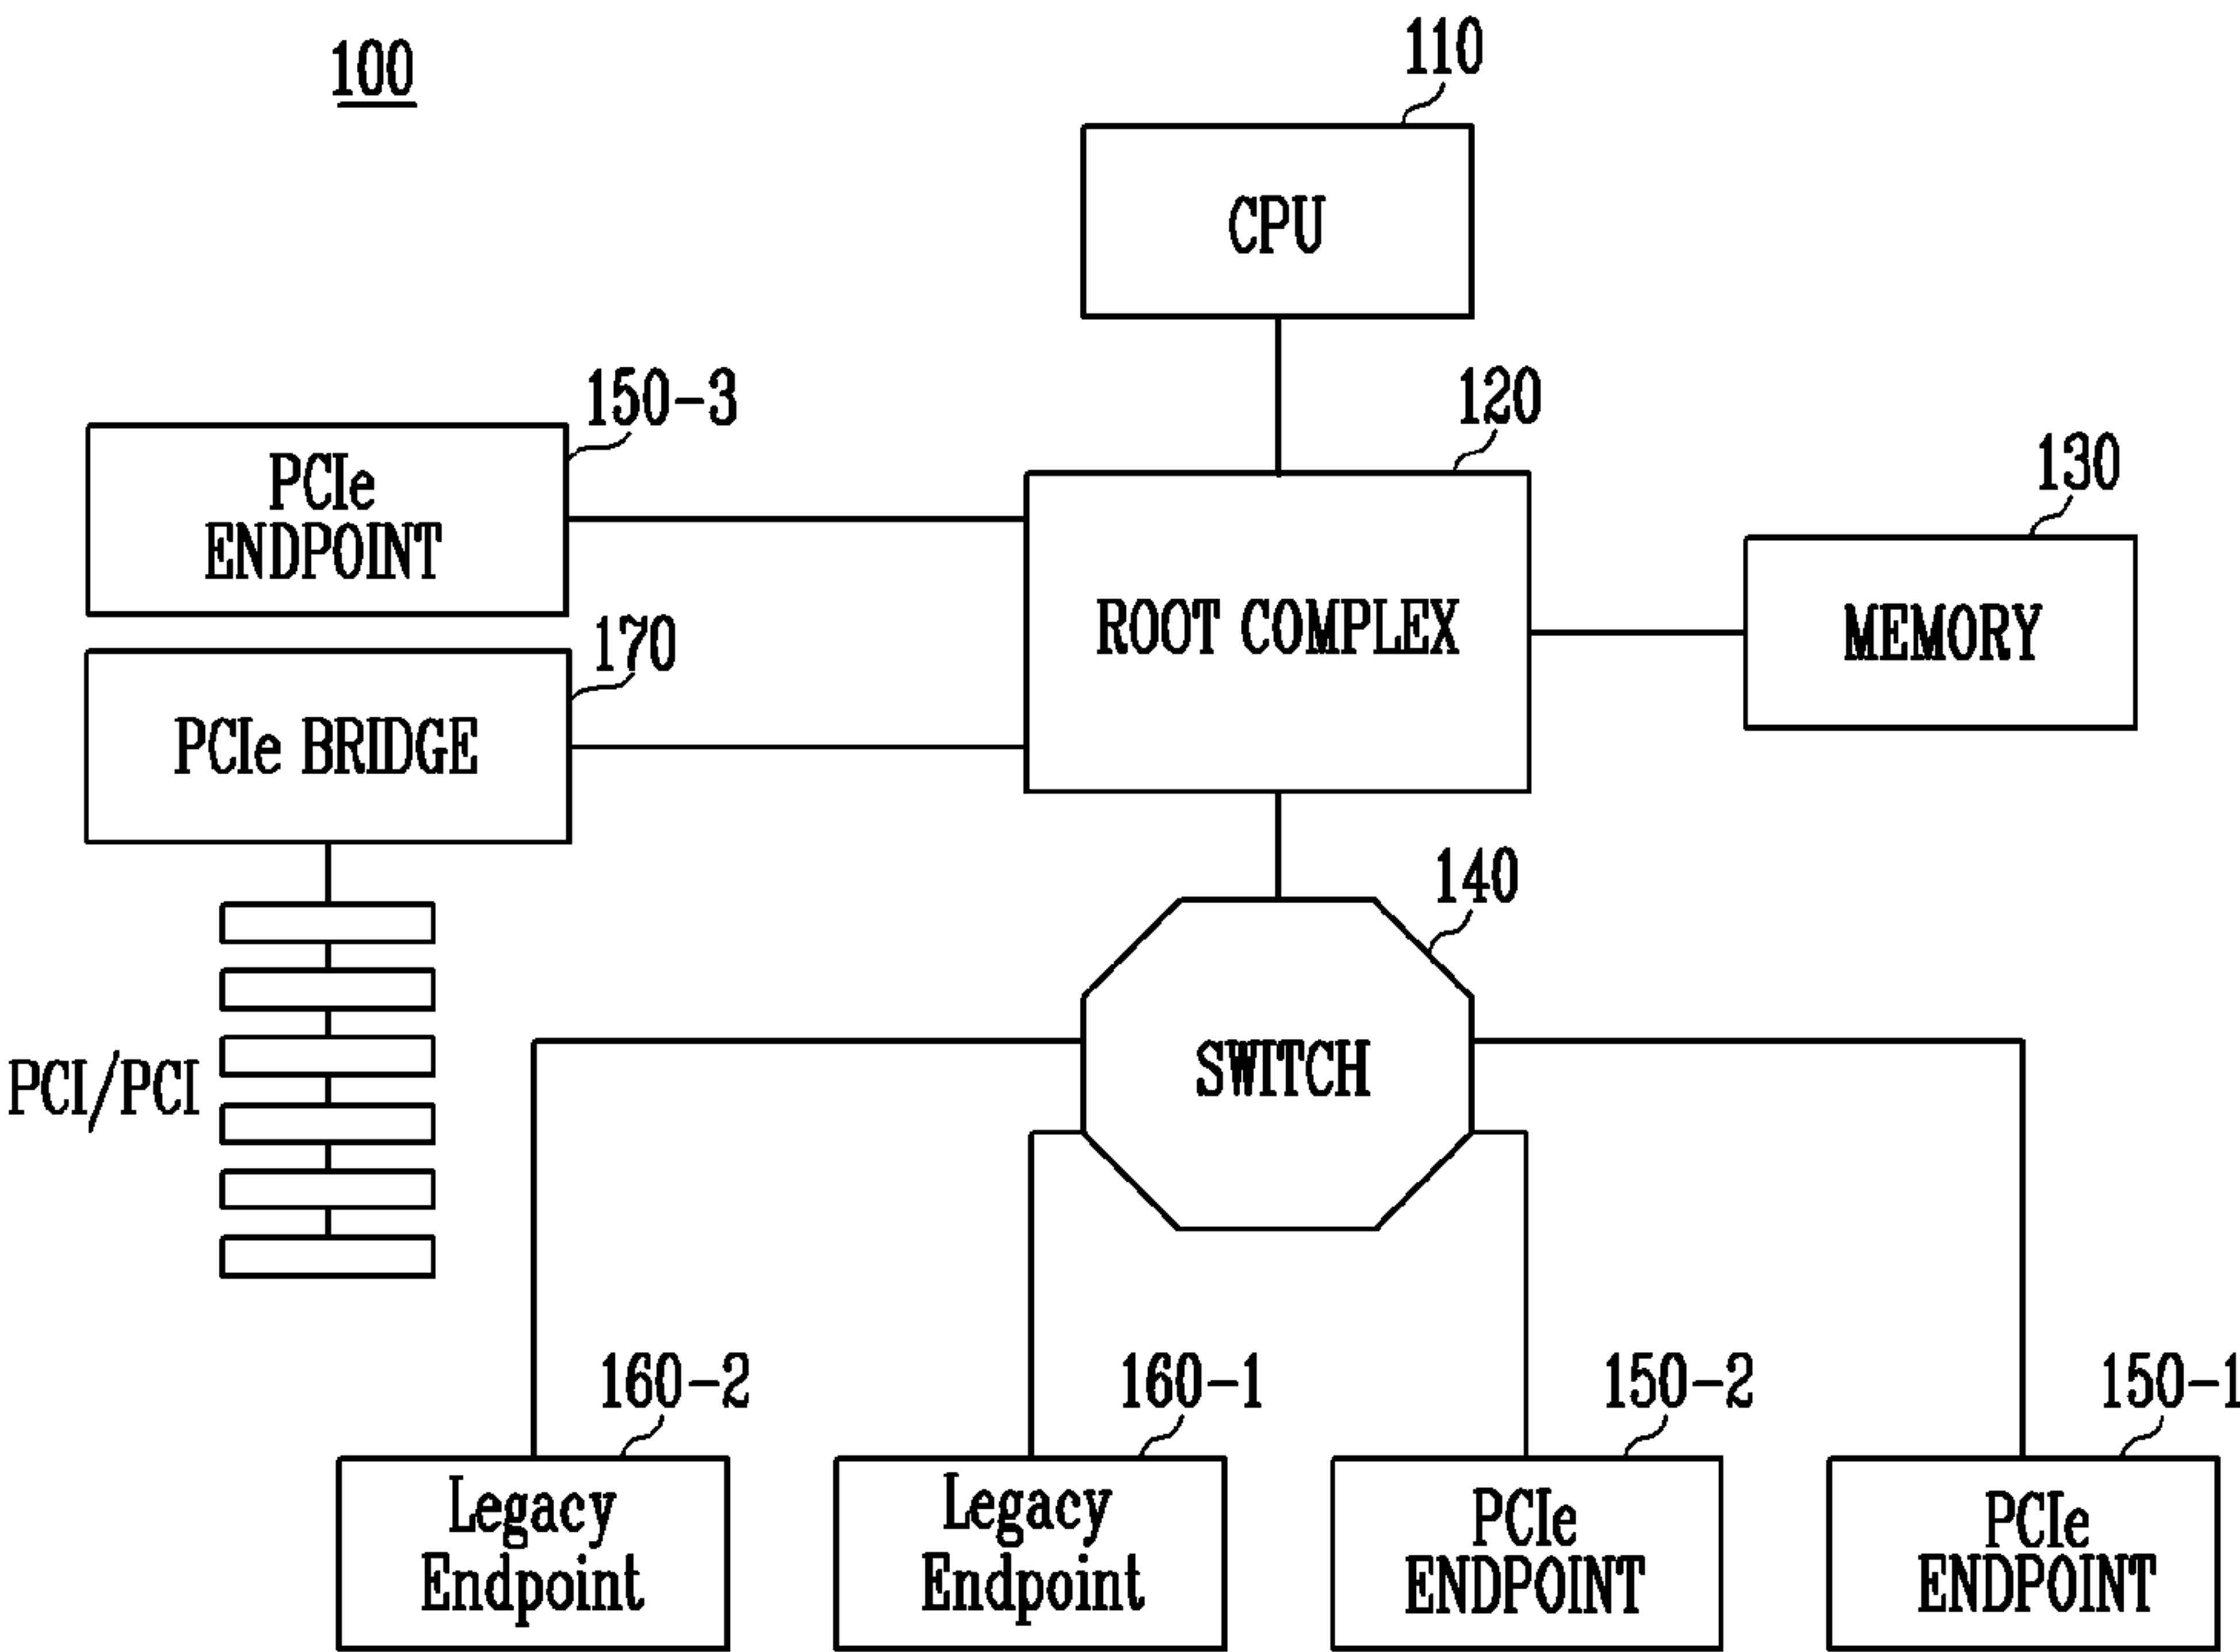 100
110
CPU
150-3
120
PCIe
ENDPOINT
130
ROOT COMPLEX
MEMORY
170
PCIe BRIDGE
140
PCI/PCI
SWITCH
160-2
160-1
150-2
150-1
Legacy
Endpoint
Legacy
Endpoint
PCIe
ENDPOINT
PCIe
ENDPOINT